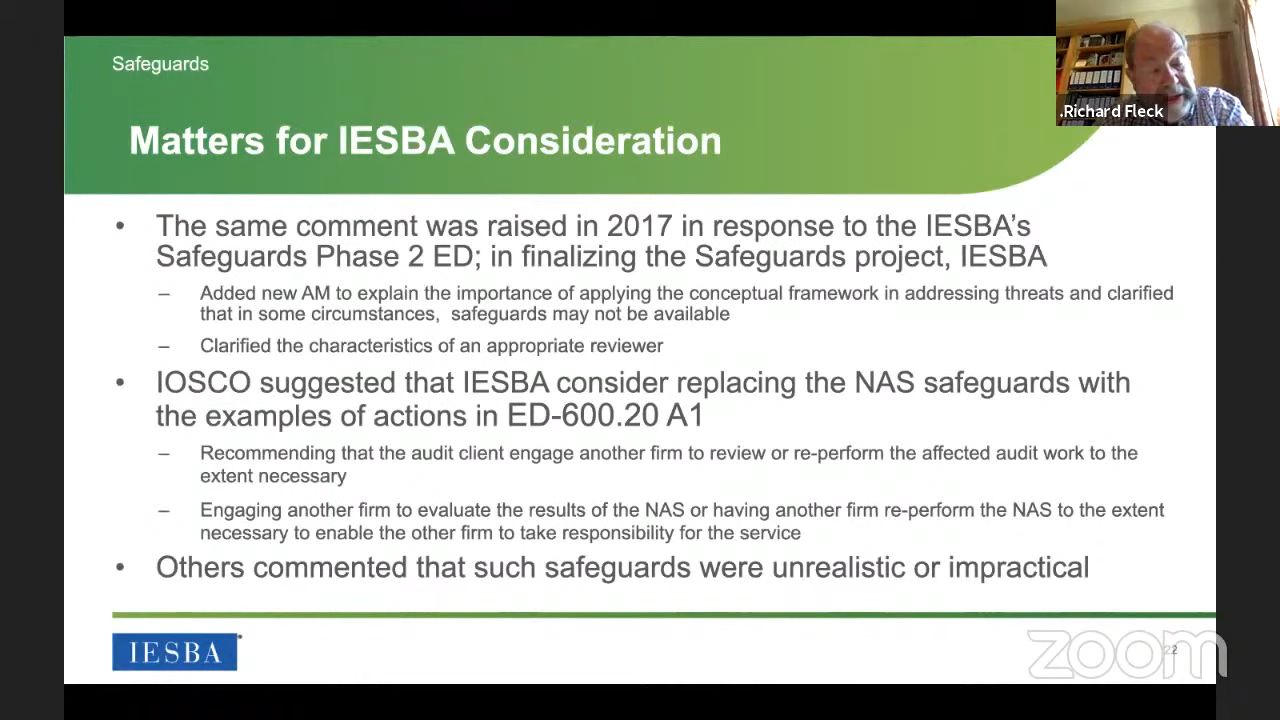 Safeguards
.Richard Fleck
Matters for IESBA Consideration
• The same comment was raised in 2017 in response to the IESBA's
Safeguards Phase 2 ED; in finalizing the Safeguards project, IESBA
– Added new AM to explain the importance of applying the conceptual framework in addressing threats and clarified
that in some circumstances, safeguards may not be available
– Clarified the characteristics of an appropriate reviewer
• IOSCO suggested that IESBA consider replacing the NAS safeguards with
the examples of actions in ED-600.20 A1
– Recommending that the audit client engage another firm to review or re-perform the affected audit work to the
extent necessary
– Engaging another firm to evaluate the results of the NAS or having another firm re-perform the NAS to the extent
necessary to enable the other firm to take responsibility for the service
• Others commented that such safeguards were unrealistic or impractical
IESBA
zoom
22